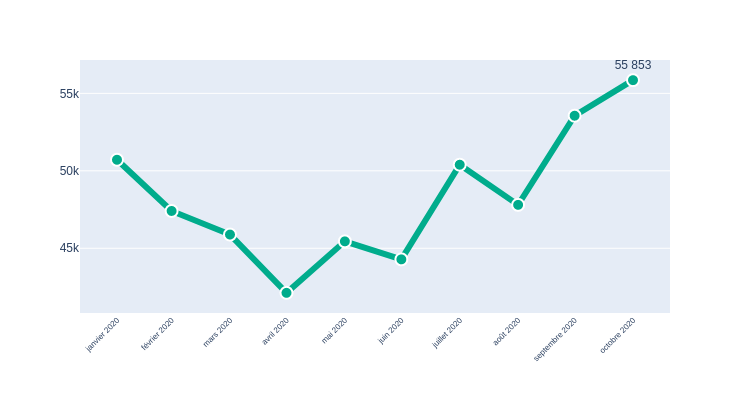 55 853
55k
50k
45k
janvier 2020
février 2020
mars 2020
avril 2020
mai 2020
juin 2020
juillet 2020
août 2020
septembre 2020
octobre 2020